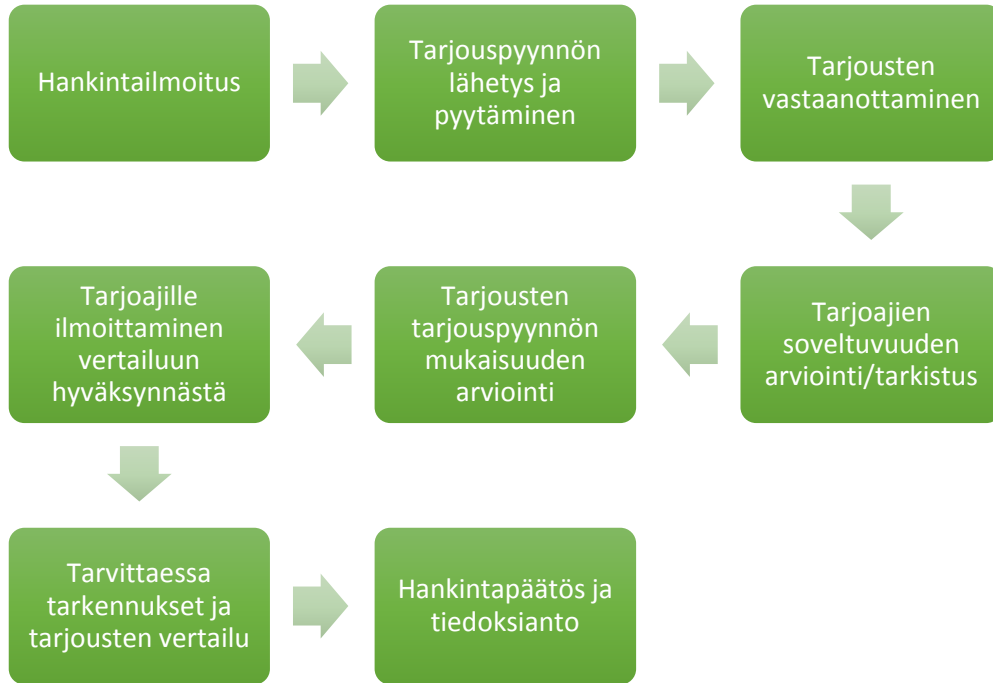 Hankintailmoitus
Tarjouspyynnön
lähetys ja
pyytäminen
Tarjousten
vastaanottaminen
Tarjoajien
soveltuvuuden
arviointi/tarkistus
Tarjousten
tarjouspyynnön
mukaisuuden
arviointi
Tarjoajille
ilmoittaminen
vertailuun
hyväksynnästä
Tarvittaessa
tarkennukset ja
tarjousten vertailu
Hankintapäätös ja
tiedoksianto